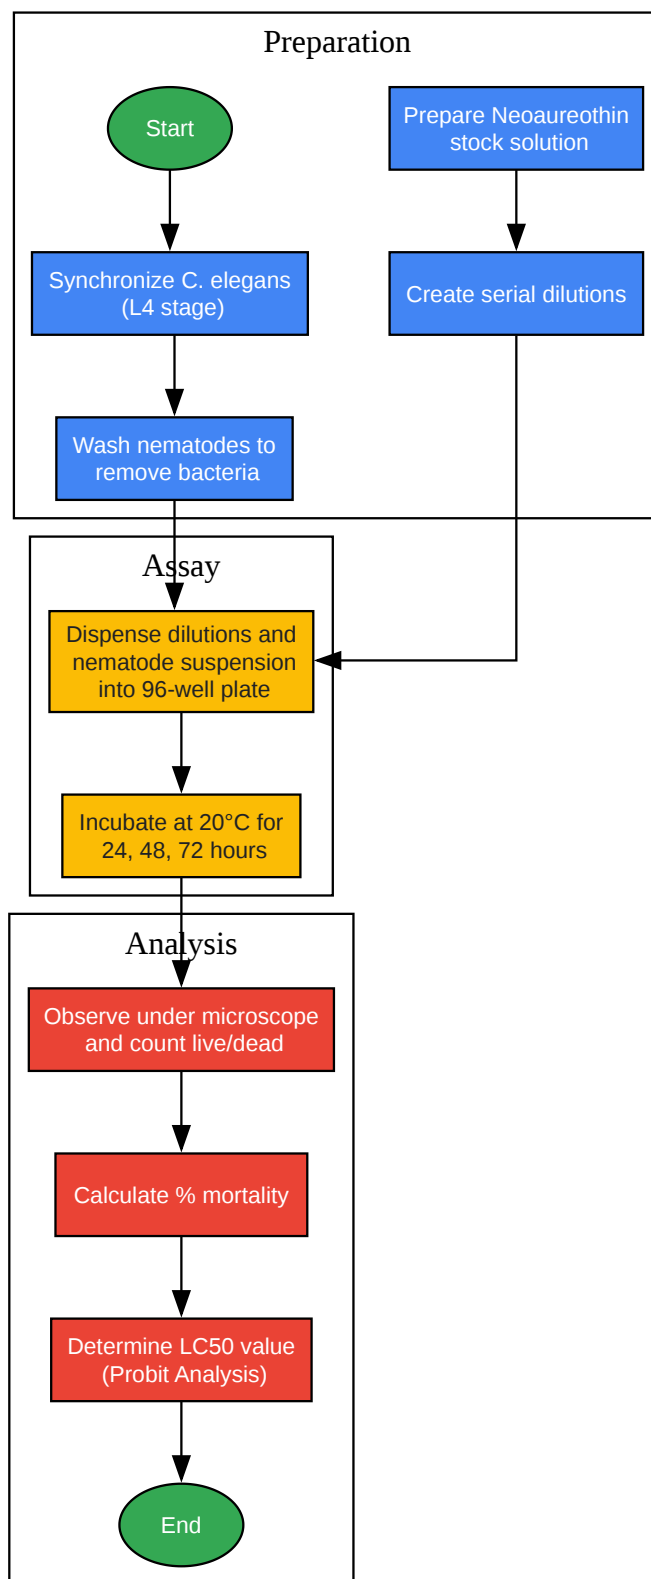 Preparation
Start
Prepare Neoaureothin
stock solution
Synchronize C. elegans
(L4 stage)
Create serial dilutions
Wash nematodes to
remove bacteria
Assay
Dispense dilutions and
nematode suspension
into 96-well plate
Incubate at 20°C for
24, 48, 72 hours
Analysis
Observe under microscope
and count live/dead
Calculate % mortality
Determine LC50 value
(Probit Analysis)
End